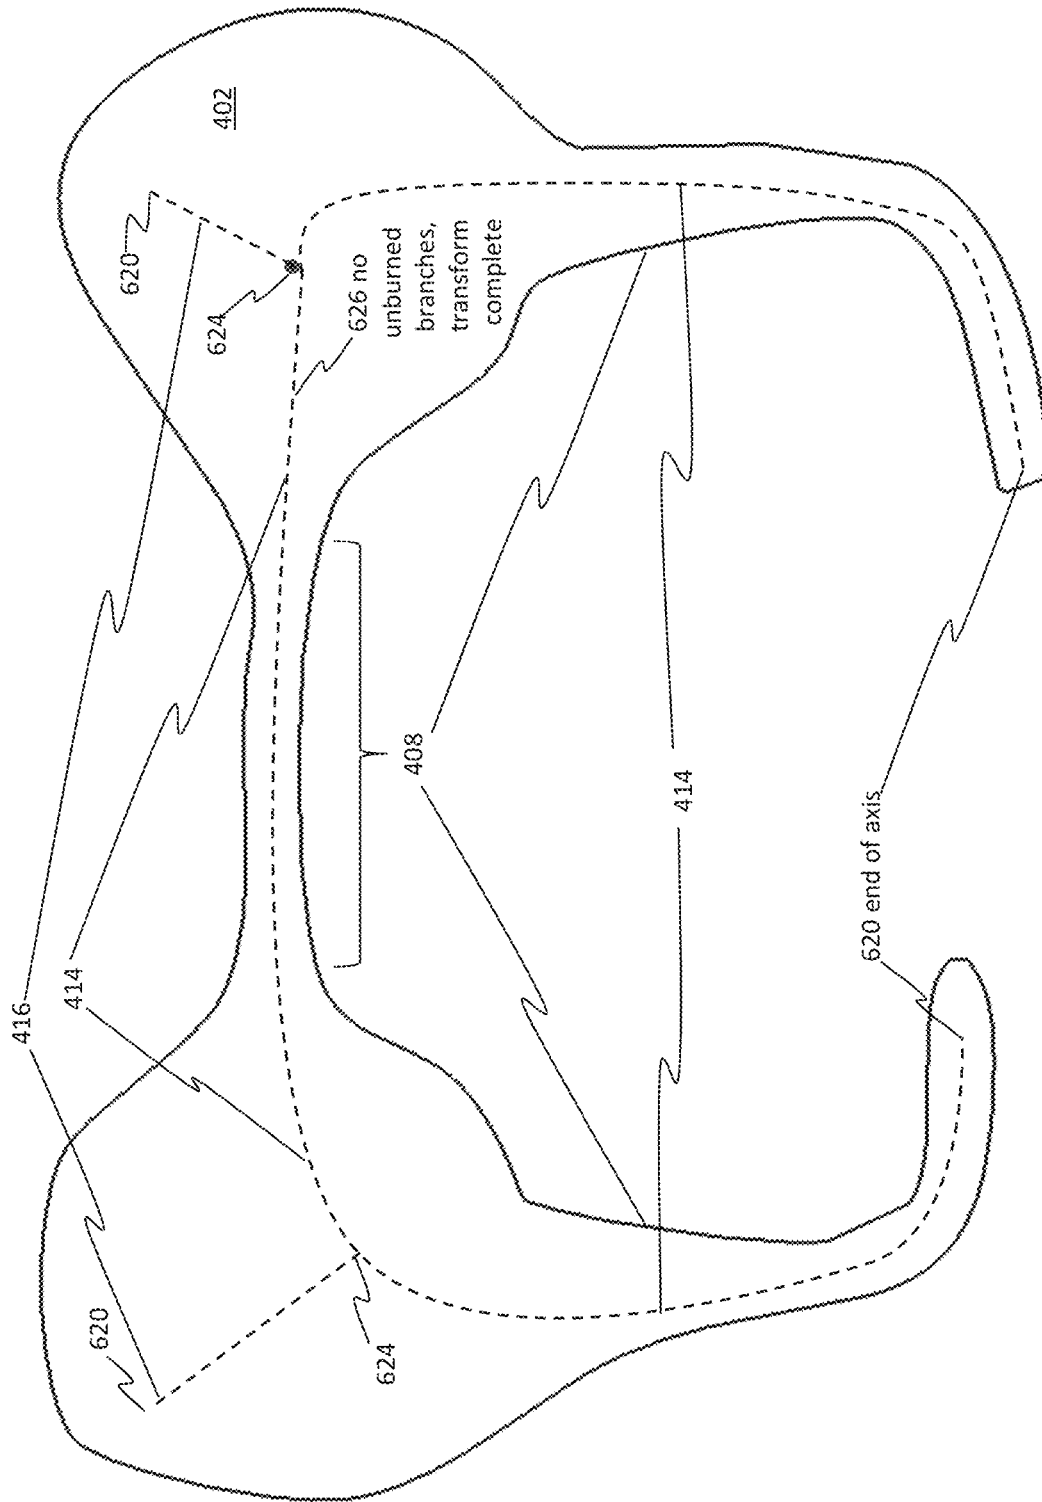 416
414
620
620
624
402
626 no
unburned
branches,
transform
complete
624
408
414
620 end of axis